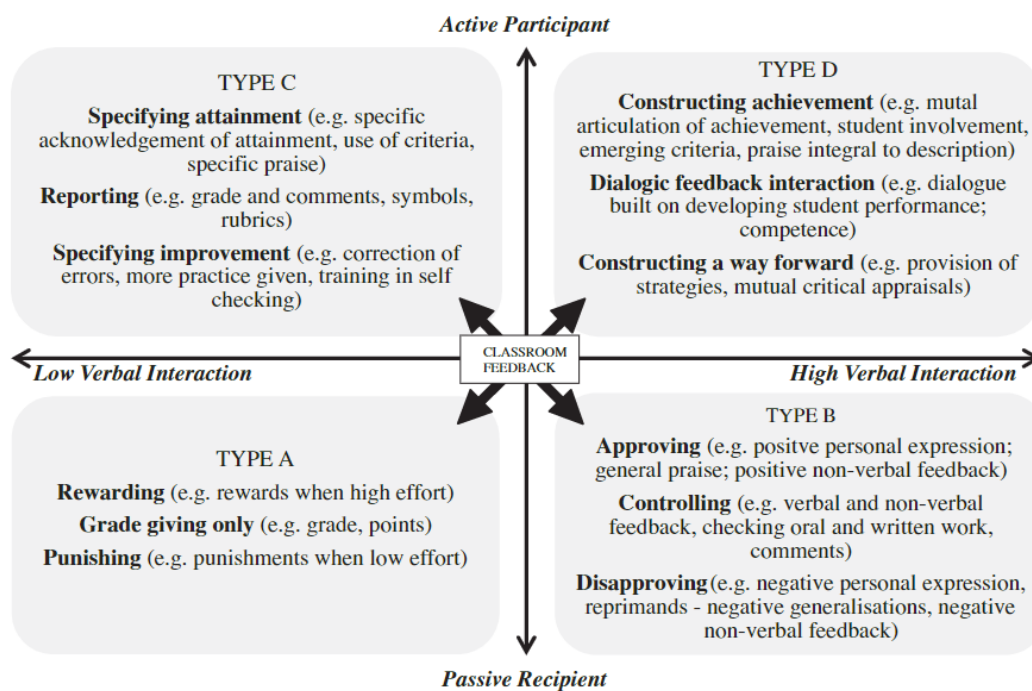 Active Participant
TYPE C
Specifying attainment (e.g. specific
acknowledgement of attainment, use of criteria,
specific praise)
Reporting (e.g. grade and comments, symbols,
rubrics)
Specifying improvement (e.g. correction of
errors, more practice given, training in self
checking)
TYPE D
Constructing achievement (e.g. mutal
articulation of achievement, student involvement,
emerging criteria, praise integral to description)
Dialogic feedback interaction (e.g. dialogue
built on developing student performance;
competence)
Constructing a way forward (e.g. provision of
strategies, mutual critical appraisals)
CLASSROOM
FEEDBACK
Low Verbal Interaction
High Verbal Interaction
TYPE A
Rewarding (e.g. rewards when high effort)
Grade giving only (e.g. grade, points)
Punishing (e.g. punishments when low effort)
TYPE B
Approving (e.g. positve personal expression;
general praise; positive non-verbal feedback)
Controlling (e.g. verbal and non-verbal
feedback, checking oral and written work,
comments)
Disapproving (e.g. negative personal expression,
reprimands - negative generalisations, negative
non-verbal feedback)
Passive Recipient